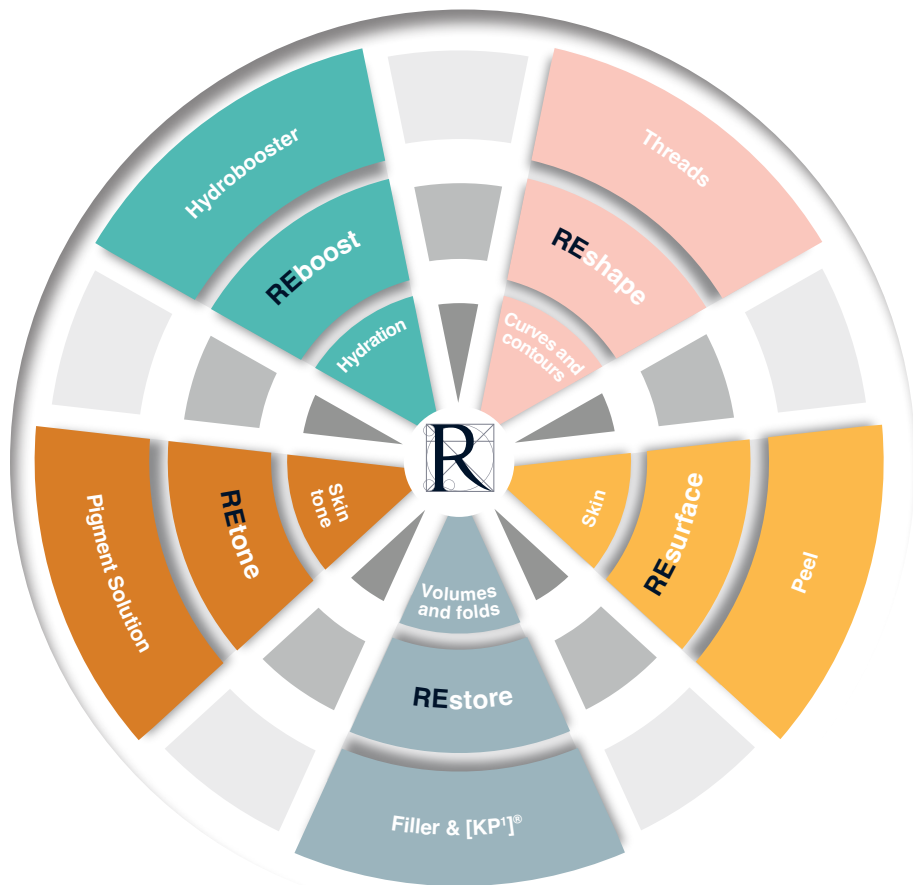 Hydrobooster
REboost
Hydration
Threads
REshape
Curves and
contours
Skin
REsurface
Peel
Volumes
and folds
REstore
Filler & [KP¹]®
Skin
tone
REtone
Pigment Solution
R